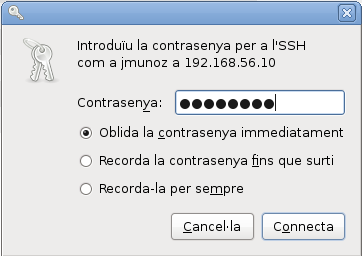 Introduïu la contrasenya per a l'SSH
com a jmunoz a 192.168.56.10
Contrasenya: ●●●●●●●●
Oblida la contrasenya immediatament
Recorda la contrasenya fins que surti
Recorda-la per sempre
Cancel·la Connecta